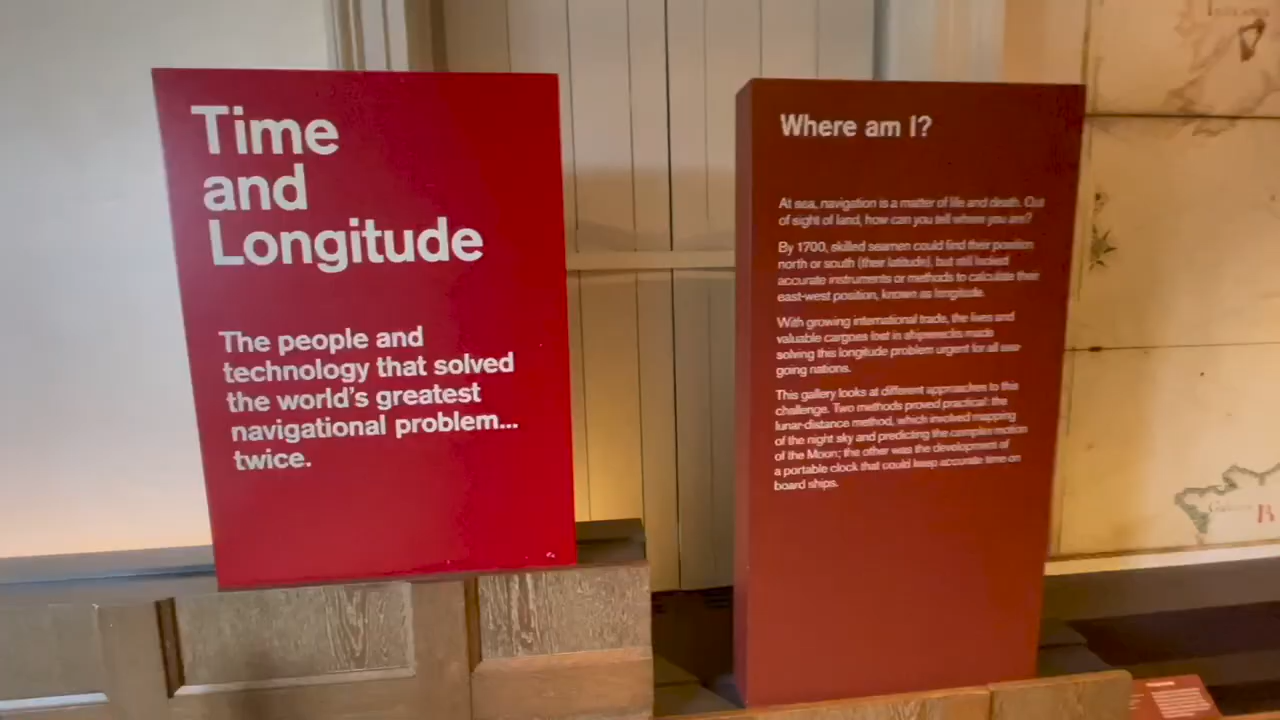 Time
and
Longitude
The people and
technology that solved
the world's greatest
navigational problem...
twice.
Where am I?
At sea, navigation is a matter of life and death. Out
of sight of land, how can you tell where you are?
By 1700, skilled seamen could find their position
north or south (their latitude), but still lacked
accurate instruments or methods to calculate their
east-west position, known as longitude.
With growing international trade, the lives and
valuable cargoes lost in shipwrecks made
solving this longitude problem urgent for all sea-
going nations.
This gallery looks at different approaches to this
challenge. Two methods proved practical: the
lunar-distance method, which involved mapping
of the night sky and predicting the complex motion
of the Moon; the other was the development of
a portable clock that could keep accurate time on
board ships.